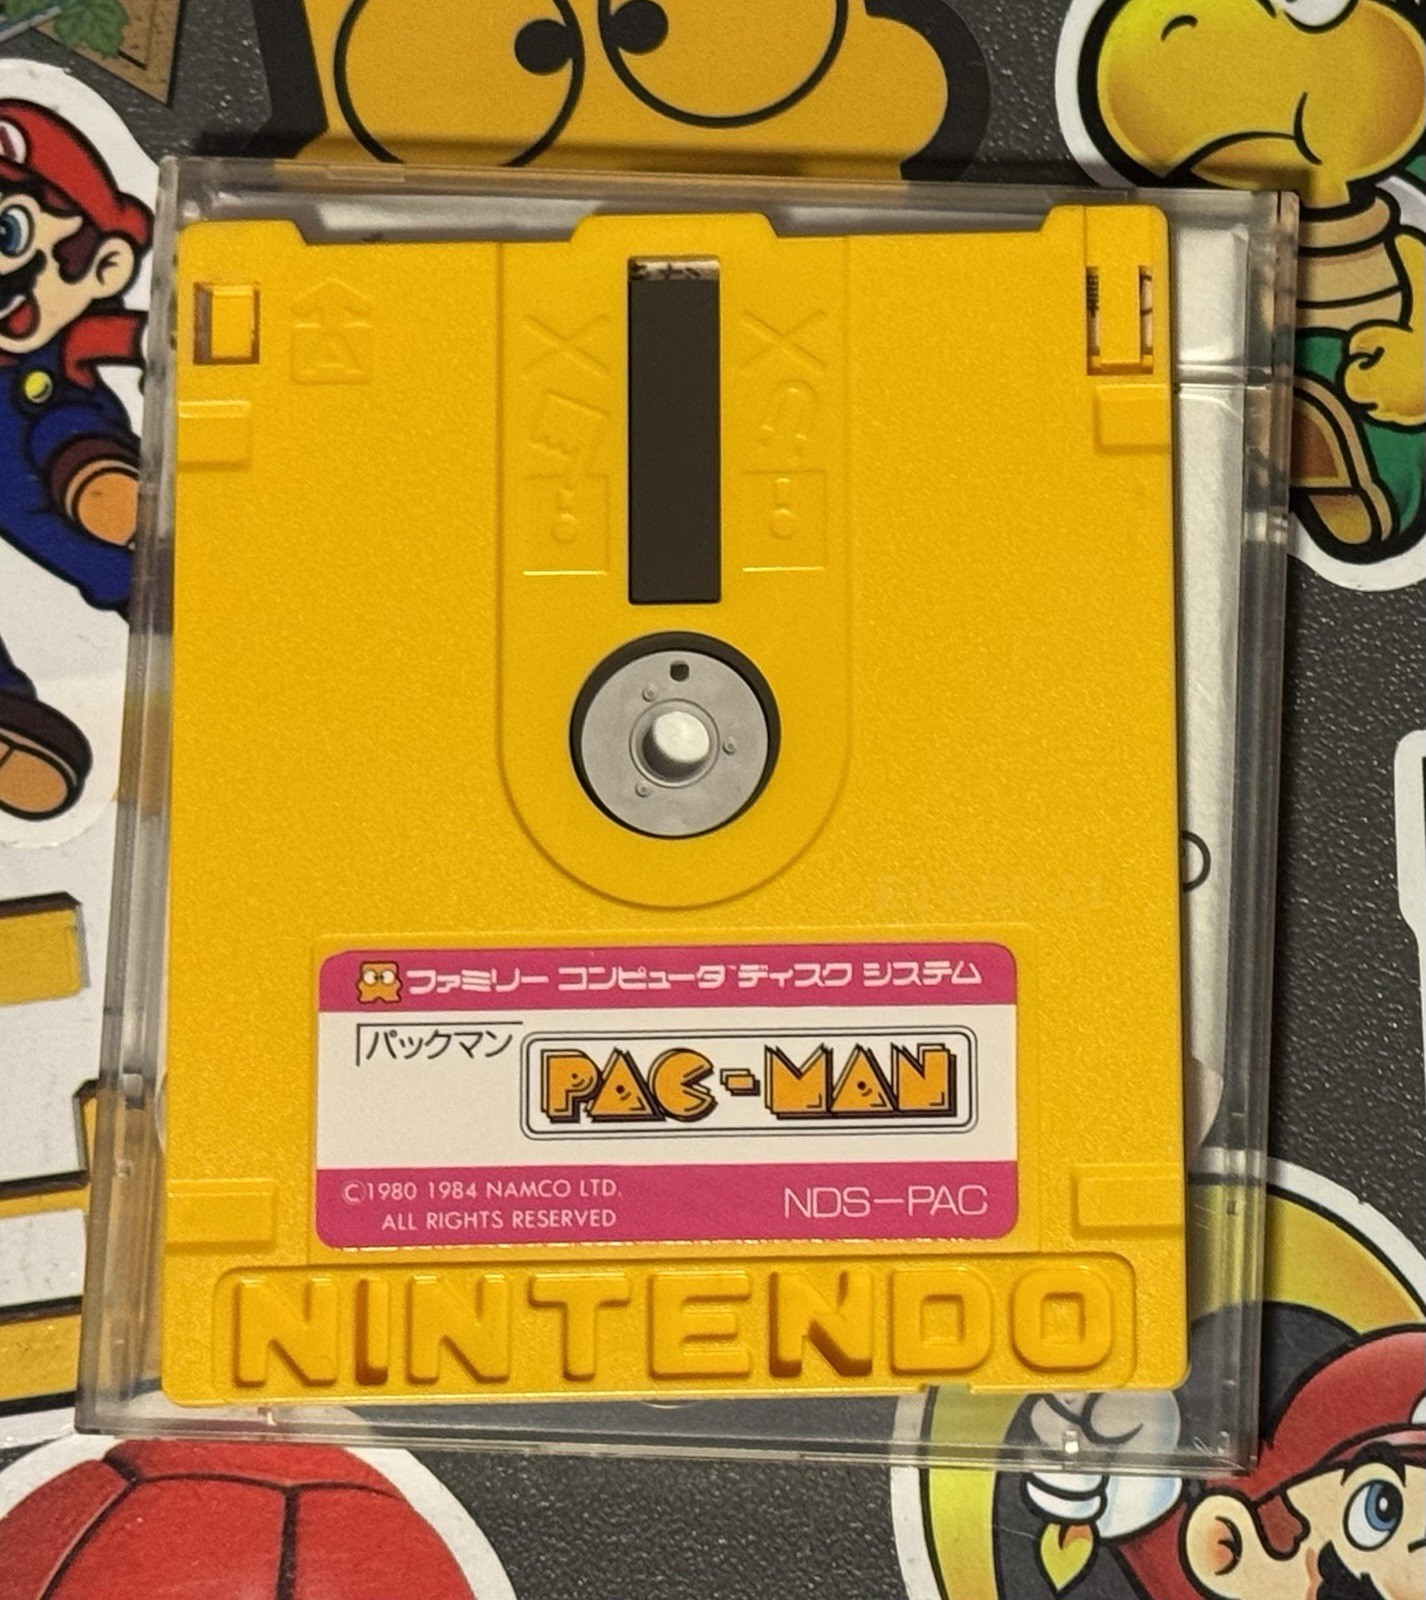 A
ファミリー コンピュータ ディスク システム
パックマン
PAC-MAN
©1980 1984 NAMCO LTD.
ALL RIGHTS RESERVED
NDS-PAC
NINTENDO